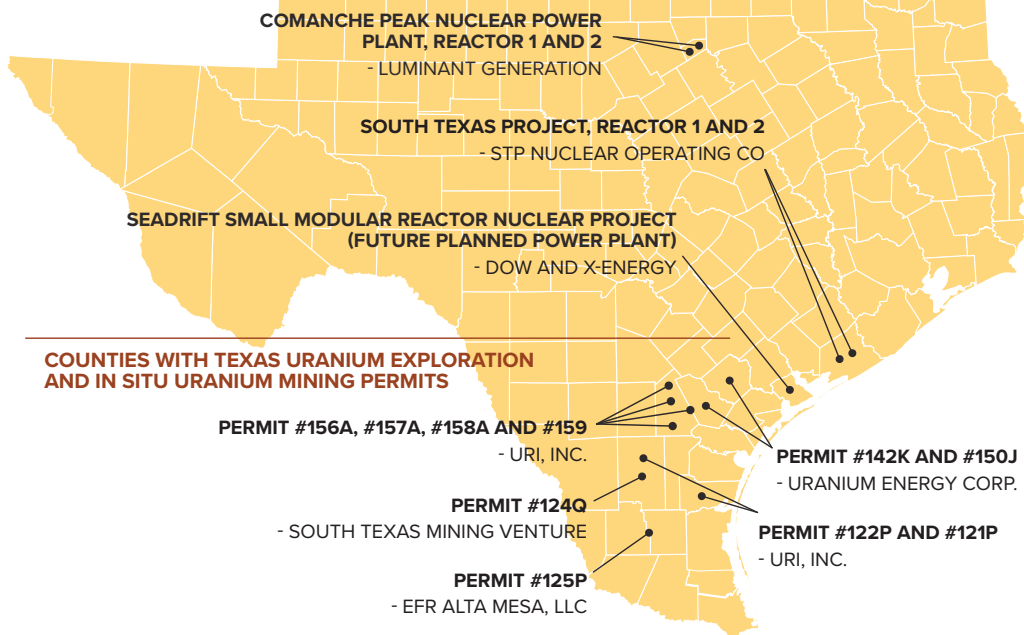 COMANCHE PEAK NUCLEAR POWER
PLANT, REACTOR 1 AND 2
- LUMINANT GENERATION
SOUTH TEXAS PROJECT, REACTOR 1 AND 2
- STP NUCLEAR OPERATING CO
SEADRIFT SMALL MODULAR REACTOR NUCLEAR PROJECT
(FUTURE PLANNED POWER PLANT)
- DOW AND X-ENERGY
COUNTIES WITH TEXAS URANIUM EXPLORATION
AND IN SITU URANIUM MINING PERMITS
PERMIT #156A, #157A, #158A AND #159
- URI, INC.
PERMIT #142K AND #150J
- URANIUM ENERGY CORP.
PERMIT #124Q
- SOUTH TEXAS MINING VENTURE
PERMIT #122P AND #121P
- URI, INC.
PERMIT #125P
- EFR ALTA MESA, LLC